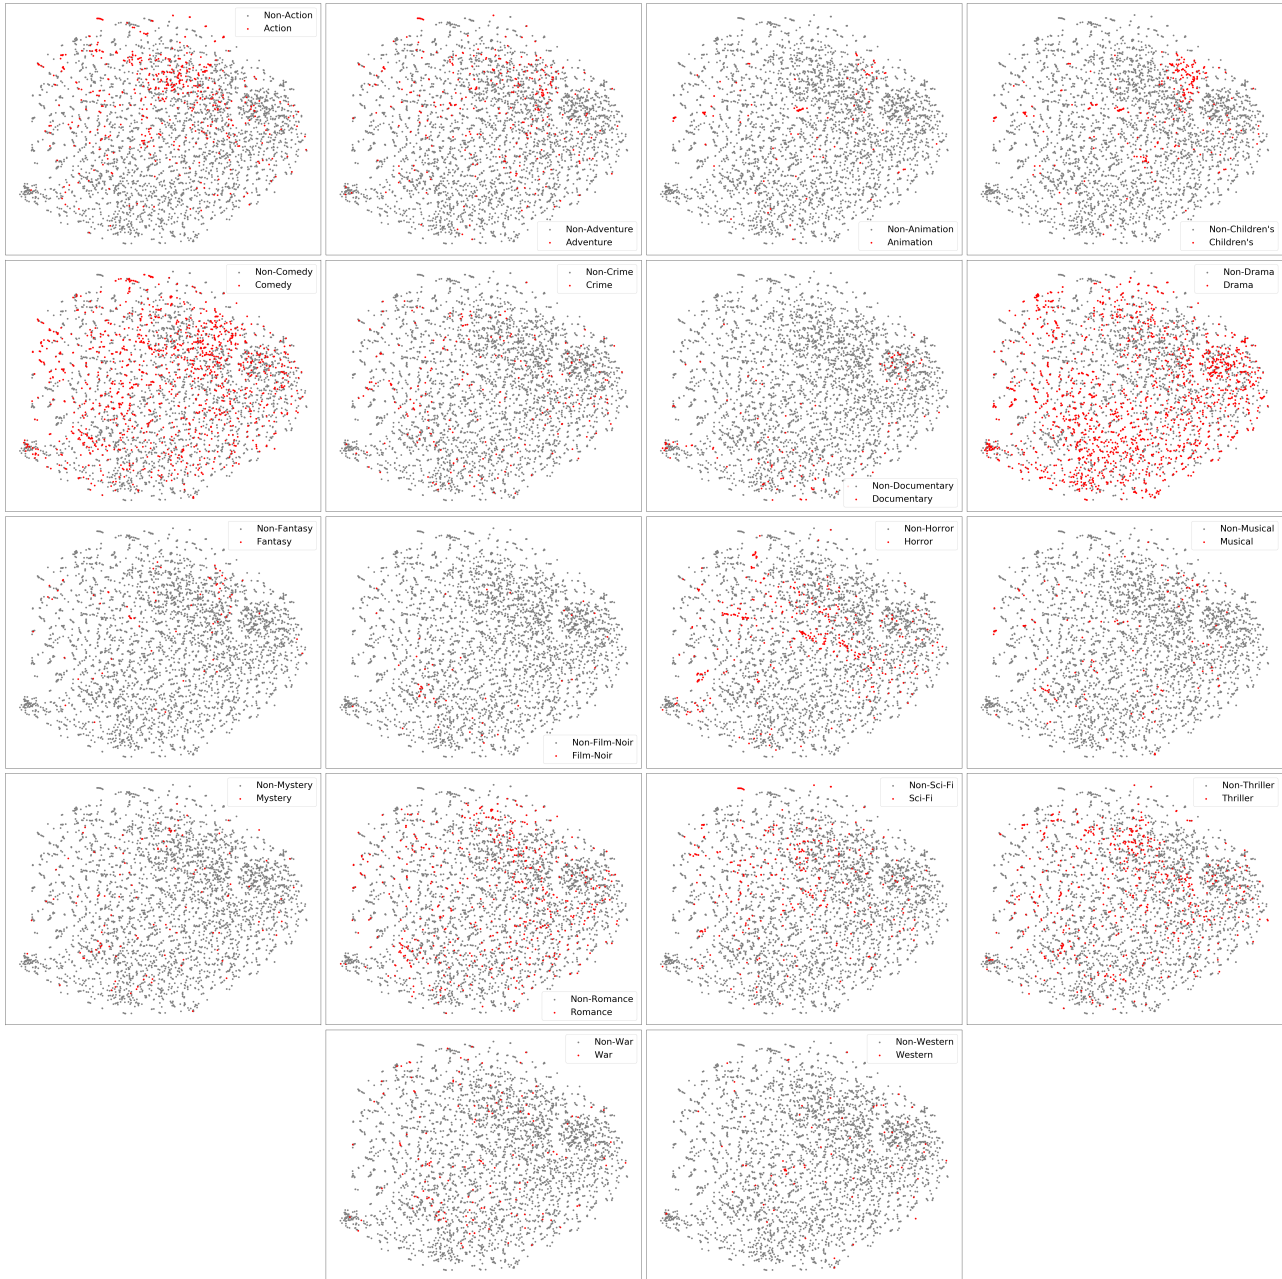 Non-Action
Action
Non-Adventure
Adventure
Non-Animation
Animation
Non-Children's
Children's
Non-Comedy
Comedy
Non-Crime
Crime
Non-Documentary
Documentary
Non-Drama
Drama
Non-Fantasy
Fantasy
Non-Film-Noir
Film-Noir
Non-Horror
Horror
Non-Musical
Musical
Non-Mystery
Mystery
Non-Romance
Romance
Non-Sci-Fi
Sci-Fi
Non-Thriller
Thriller
Non-War
War
Non-Western
Western